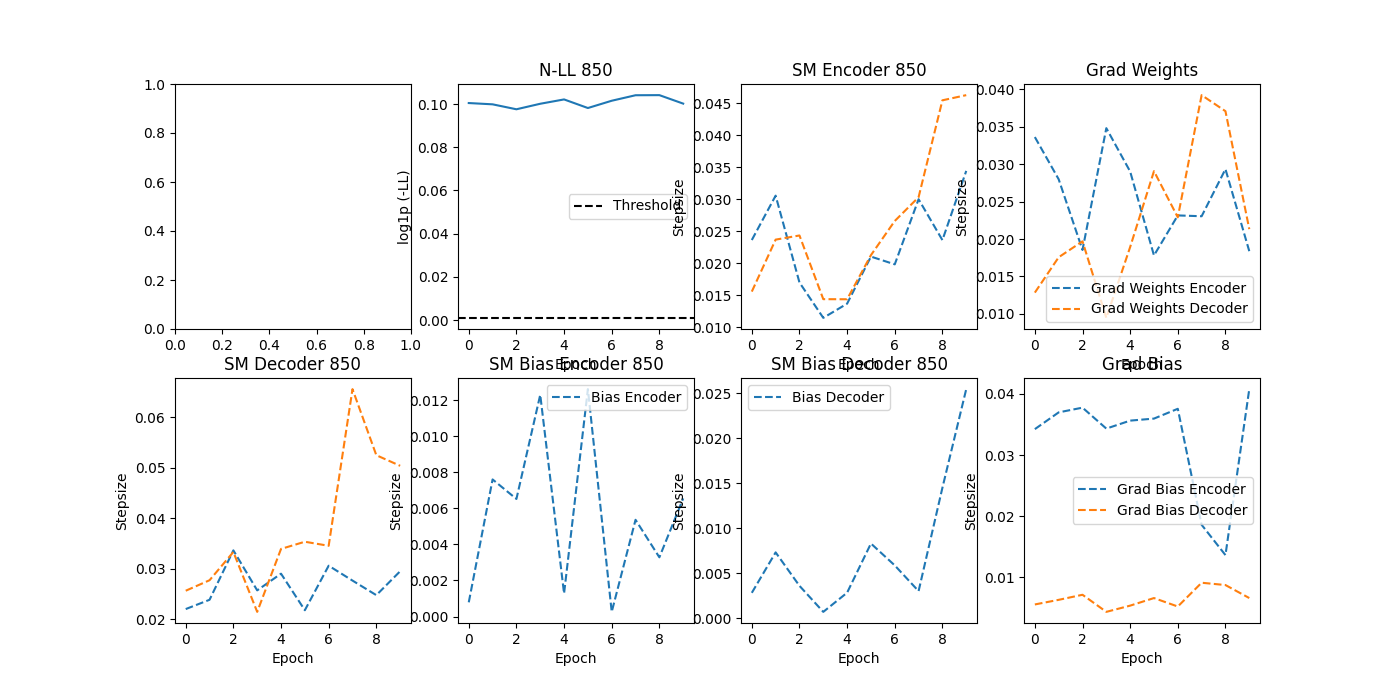 N-LL 850
SM Encoder 850
Grad Weights
1.0
0.8
0.6
0.4
0.2
0.0
0.0 0.2 0.4 0.6 0.8 1.0
log1p (-LL)
0.10
0.08
0.06
0.04
0.02
0.00
Threshold
0 2 4 6 8
Epoch
Stepsize
0.045
0.040
0.035
0.030
0.025
0.020
0.015
0.010
0 2 4 6 8
Epoch
Stepsize
0.040
0.035
0.030
0.025
0.020
0.015
0.010
Grad Weights Encoder
Grad Weights Decoder
0 2 4 6 8
Epoch
SM Decoder 850
SM Bias Encoder 850
SM Bias Decoder 850
Grad Bias
Stepsize
0.06
0.05
0.04
0.03
0.02
0 2 4 6 8
Epoch
Stepsize
0.012
0.010
0.008
0.006
0.004
0.002
0.000
Bias Encoder
0 2 4 6 8
Epoch
Stepsize
0.025
0.020
0.015
0.010
0.005
0.000
Bias Decoder
0 2 4 6 8
Epoch
Stepsize
0.04
0.03
0.02
0.01
Grad Bias Encoder
Grad Bias Decoder
0 2 4 6 8
Epoch